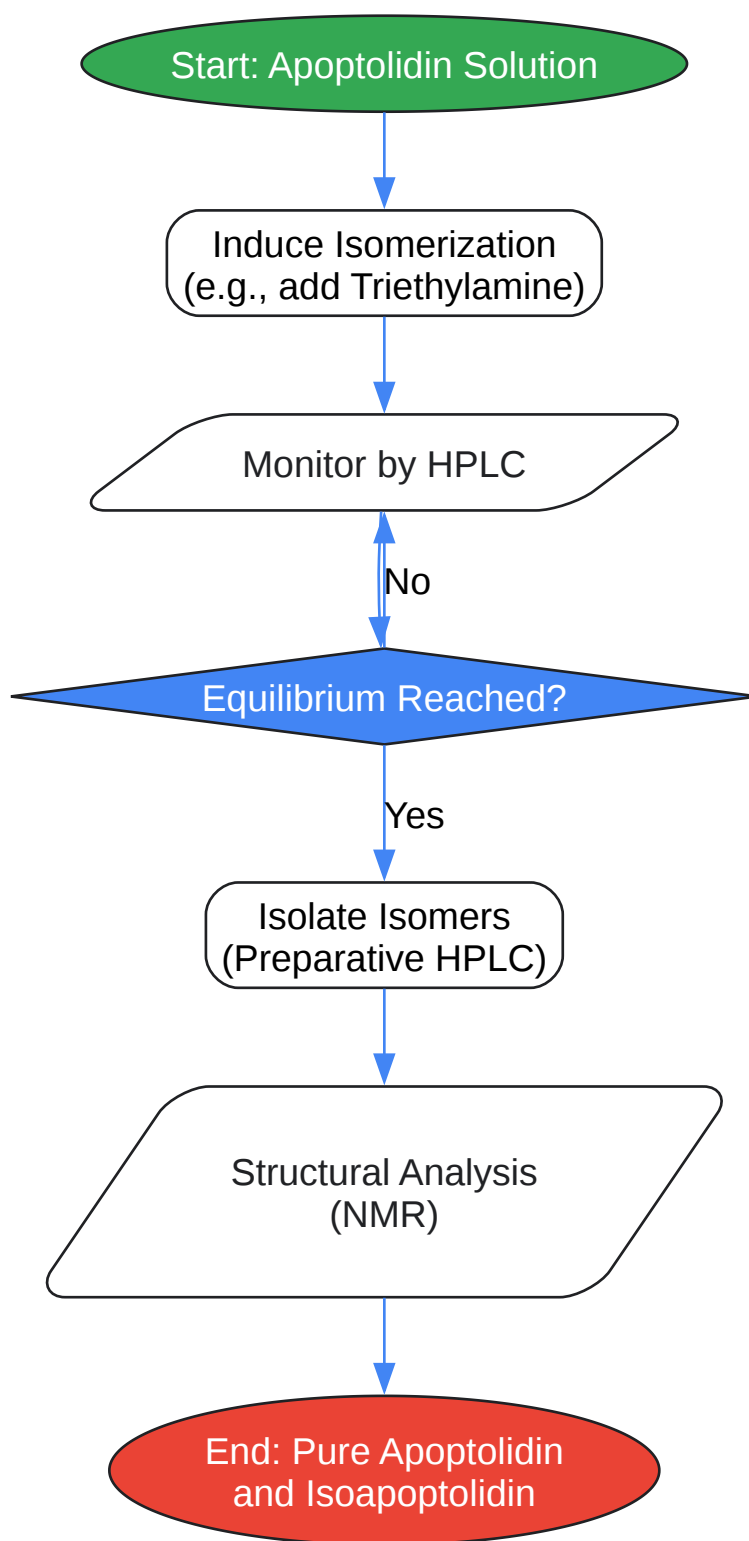 Start: Apoptolidin Solution
Induce Isomerization
(e.g., add Triethylamine)
Monitor by HPLC
No
Equilibrium Reached?
Yes
Isolate Isomers
(Preparative HPLC)
Structural Analysis
(NMR)
End: Pure Apoptolidin
and Isoapoptolidin